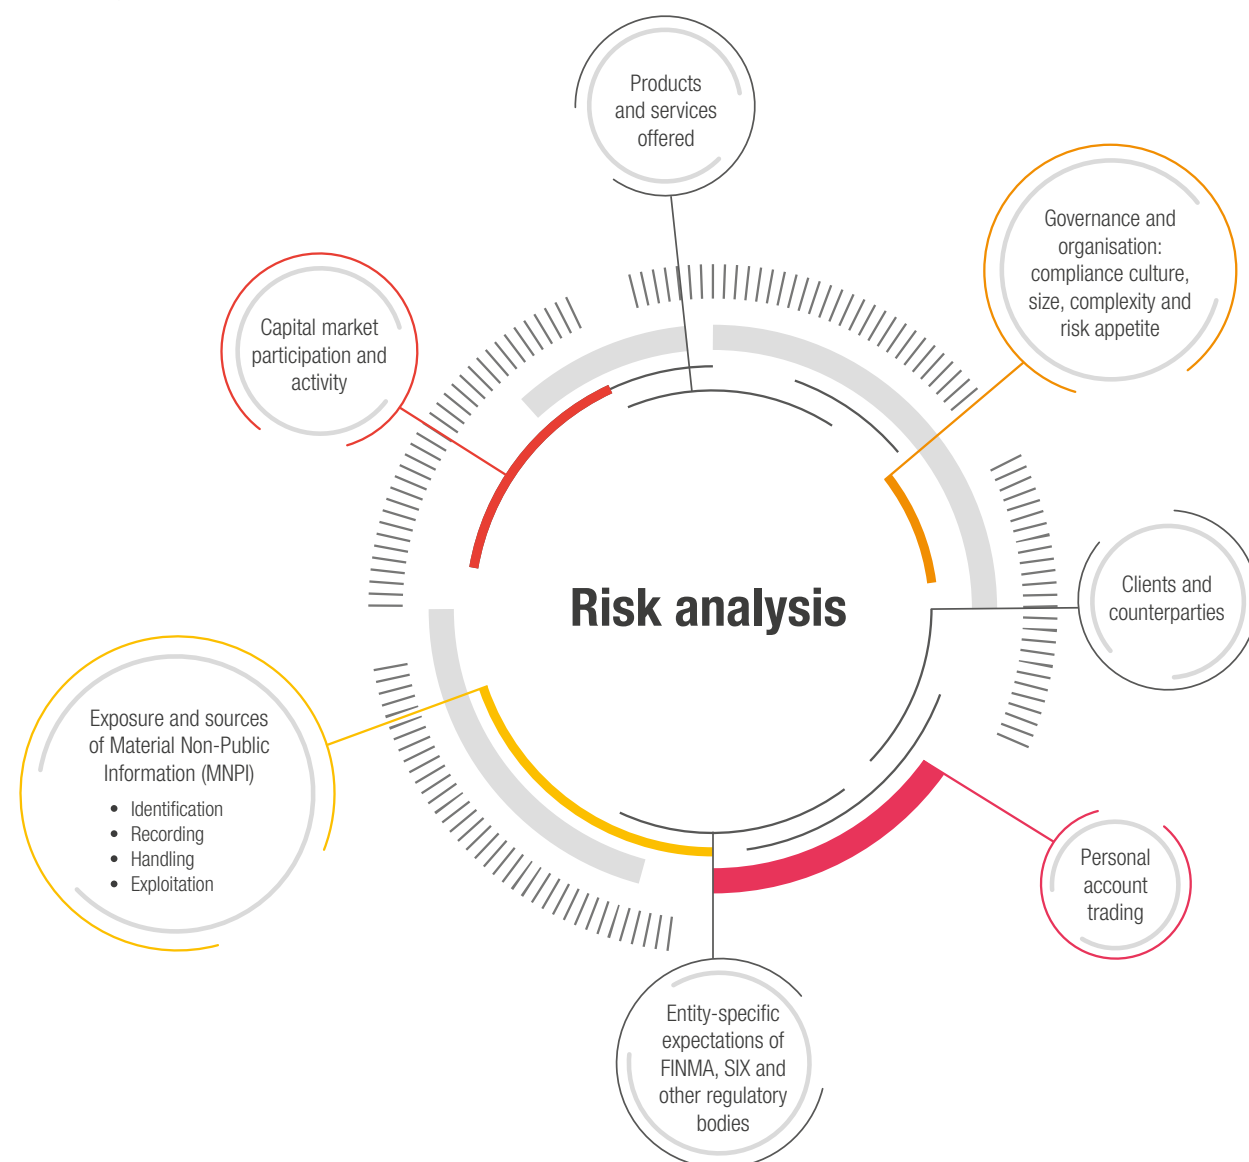 Products
and services
offered
Governance and
organisation:
compliance culture,
size, complexity and
risk appetite
Capital market
participation and
activity
Risk analysis
Clients and
counterparties
Exposure and sources
of Material Non-Public
Information (MNPI)
• Identification
• Recording
• Handling
• Exploitation
Personal
account
trading
Entity-specific
expectations of
FINMA, SIX and
other regulatory
bodies